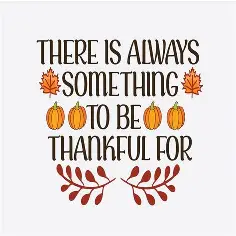 THERE IS ALWAYS
SOMETHING
TO BE
THANKFUL FOR